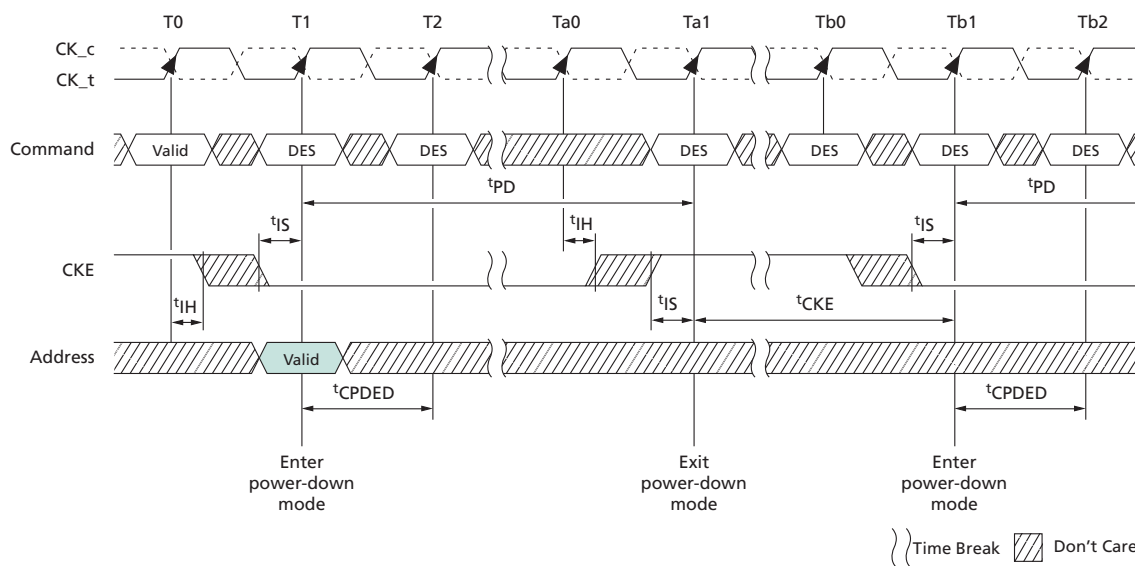 T0 T1 T2 Ta0 Ta1 Tb0 Tb1 Tb2
CK_c
CK_t
Command Valid DES DES DES DES DES DES
tPD tPD
tIH
tIS tIS
CKE
tIH tIS tCKE
Address Valid
tCPDED tCPDED
Enter
power-down
mode
Exit
power-down
mode
Enter
power-down
mode
Time Break Don't Care